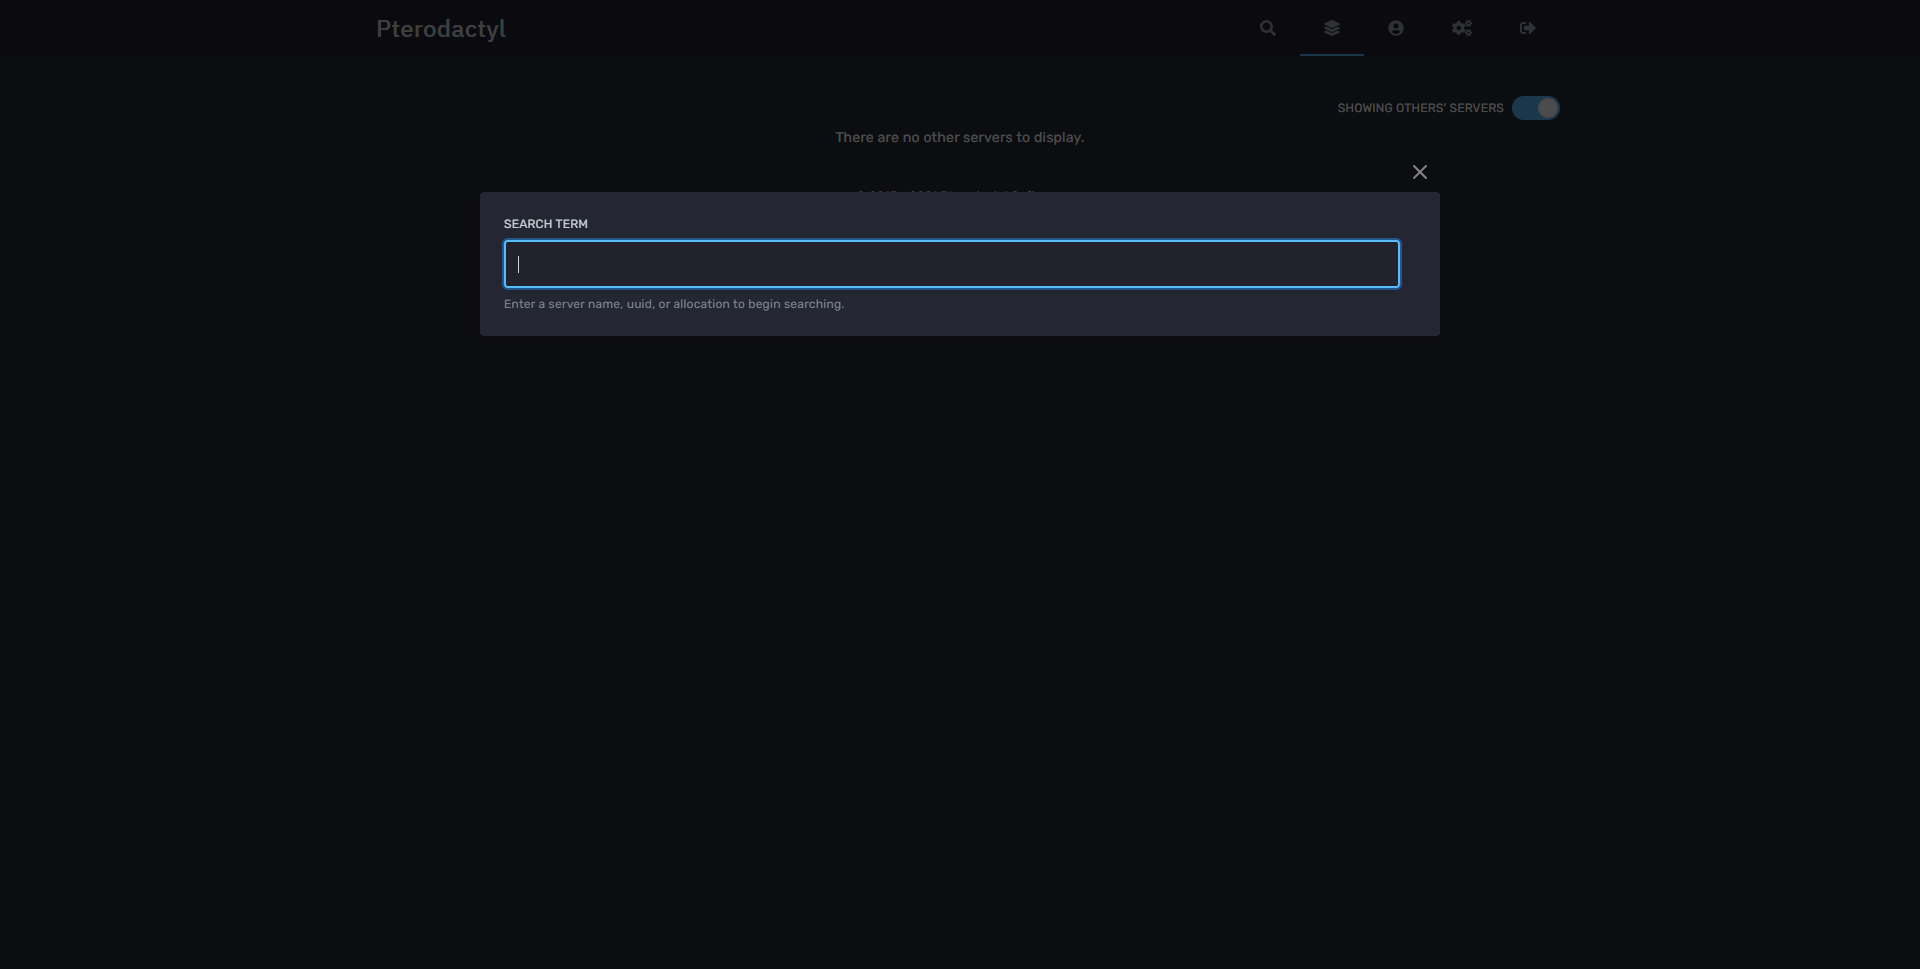 Pterodactyl
SHOWING OTHERS' SERVERS
There are no other servers to display.
SEARCH TERM
Enter a server name, uuid, or allocation to begin searching.